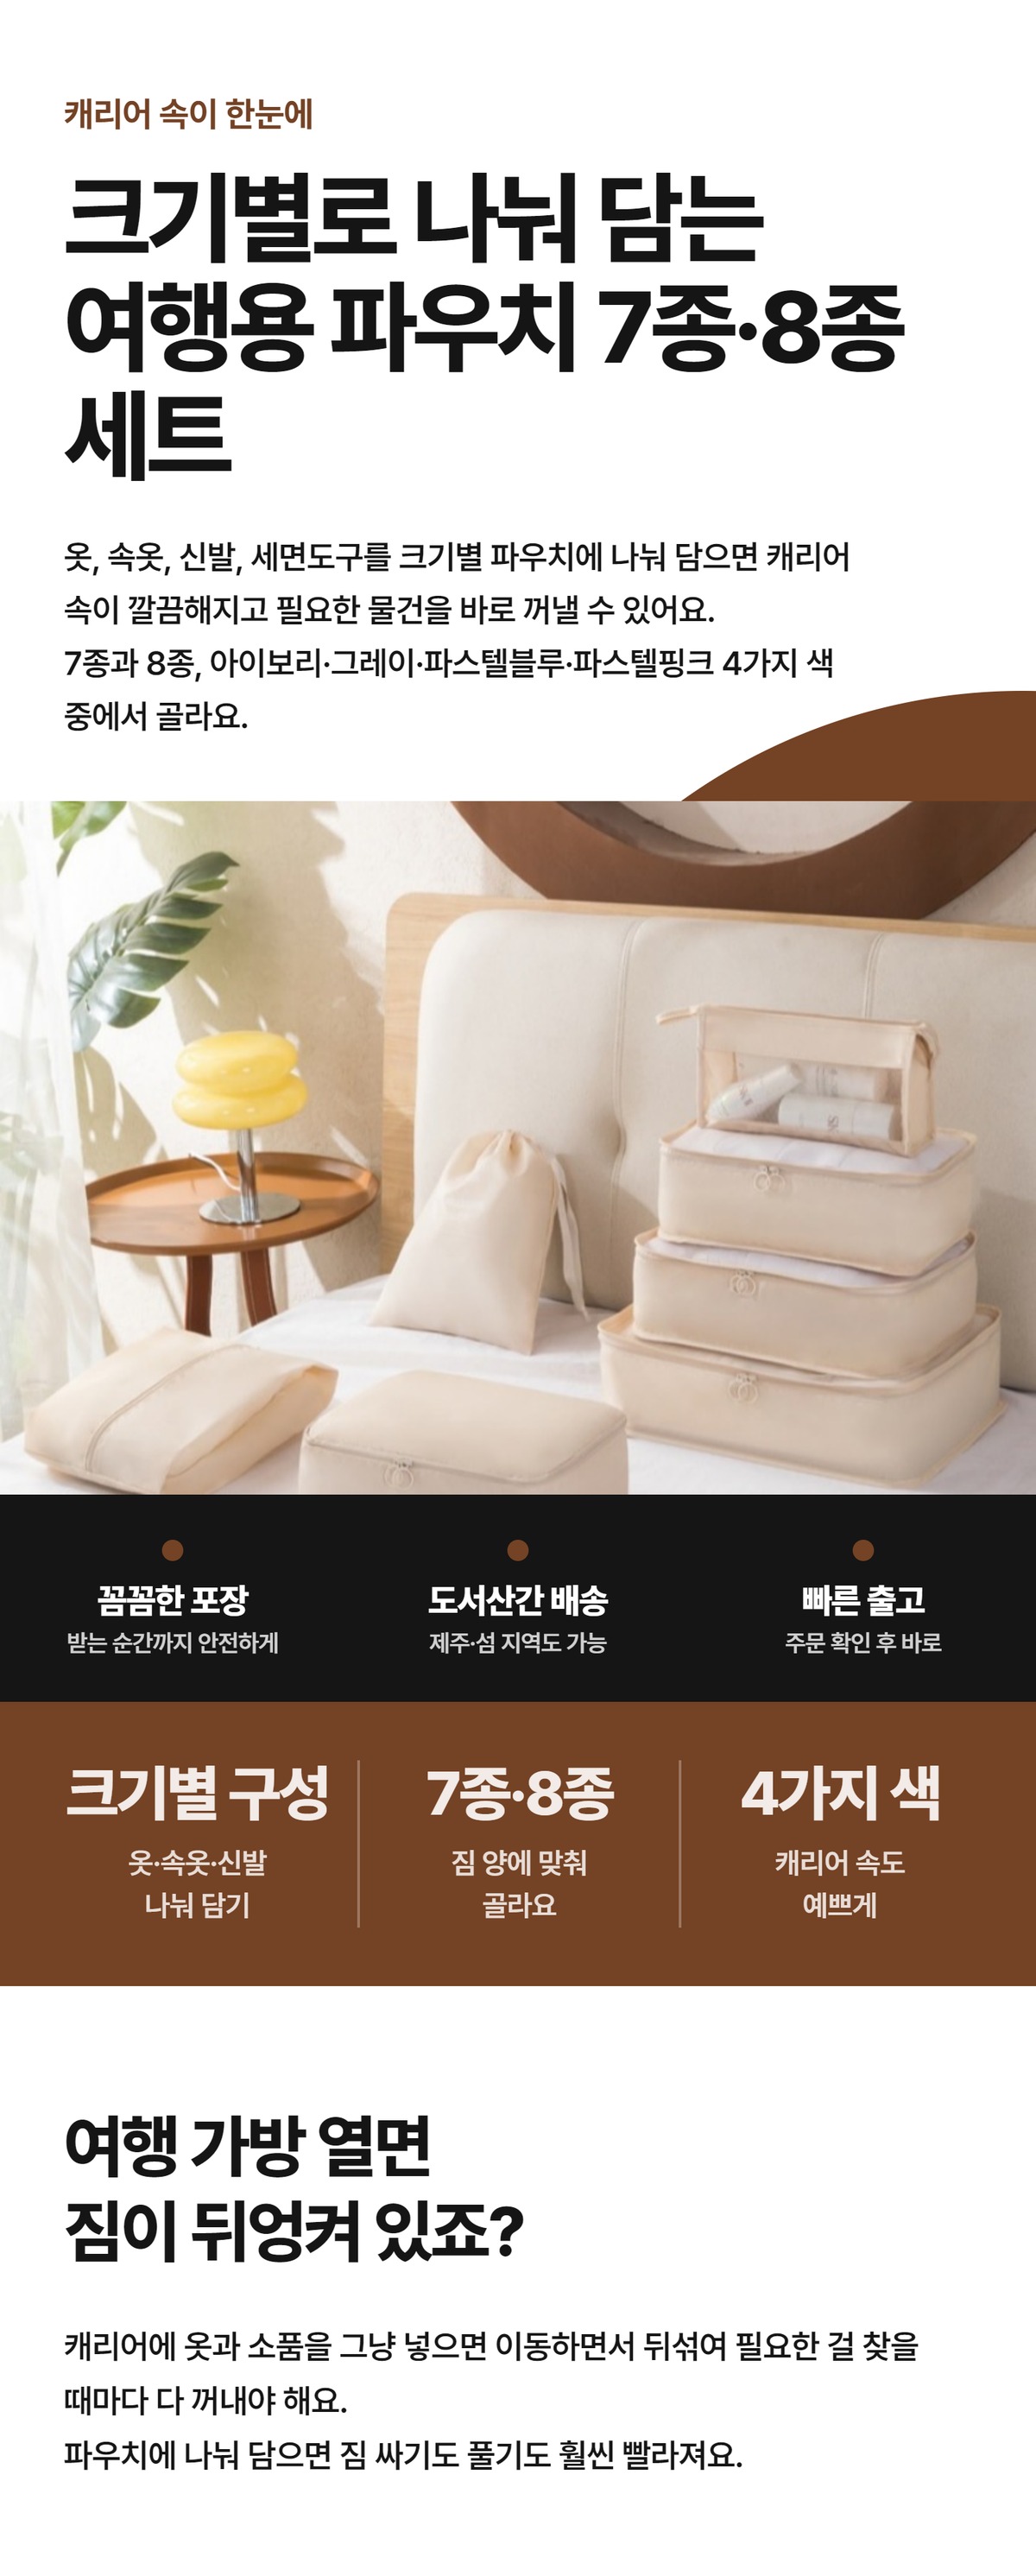 캐리어 속이 한눈에
크기별로 나눠 담는
여행용 파우치 7종·8종
세트
옷, 속옷, 신발, 세면도구를 크기별 파우치에 나눠 담으면 캐리어
속이 깔끔해지고 필요한 물건을 바로 꺼낼 수 있어요.
7종과 8종, 아이보리·그레이·파스텔블루·파스텔핑크 4가지 색
중에서 골라요.
꼼꼼한 포장
받는 순간까지 안전하게
도서산간 배송
제주·섬 지역도 가능
빠른 출고
주문 확인 후 바로
크기별 구성
옷·속옷·신발
나눠 담기
7종·8종
짐 양에 맞춰
골라요
4가지 색
캐리어 속도
예쁘게
여행 가방 열면
짐이 뒤엉켜 있죠?
캐리어에 옷과 소품을 그냥 넣으면 이동하면서 뒤섞여 필요한 걸 찾을
때마다 다 꺼내야 해요.
파우치에 나눠 담으면 짐 싸기도 풀기도 훨씬 빨라져요.